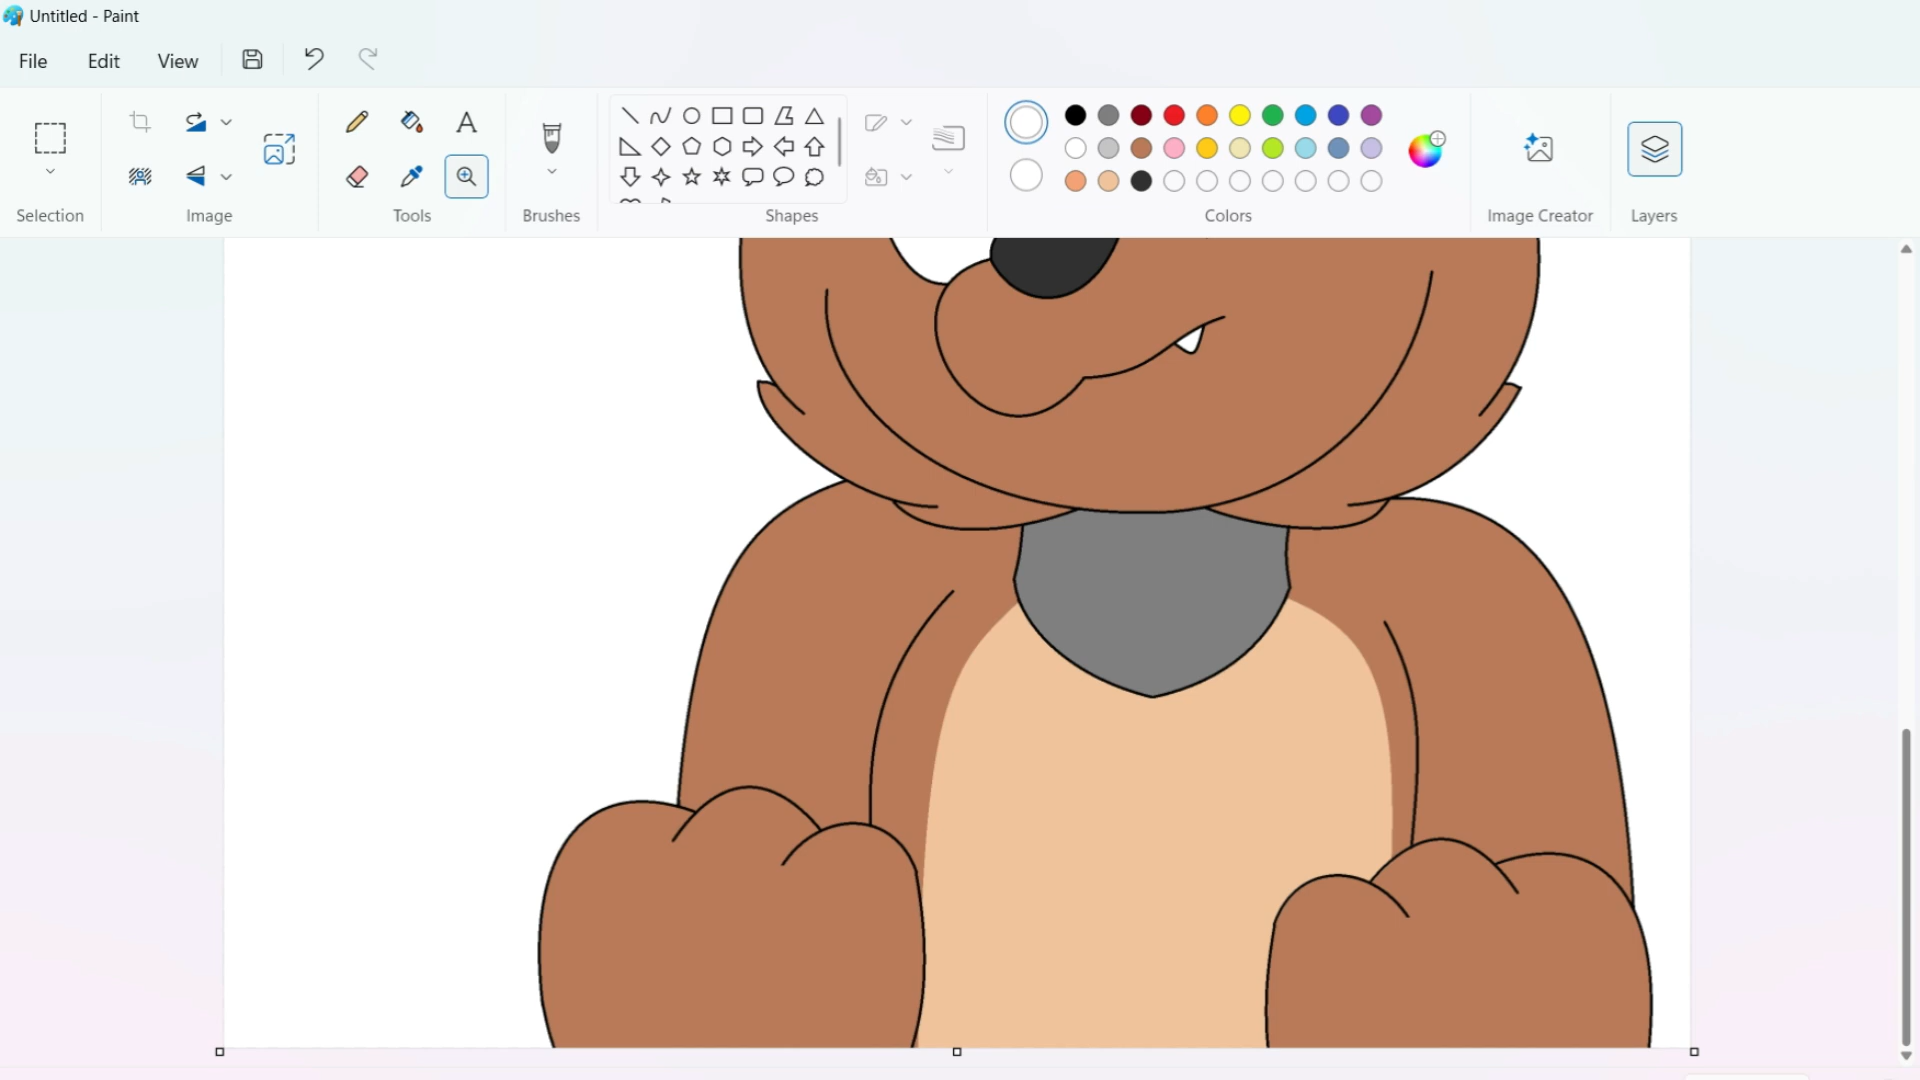 Untitled - Paint
File Edit View
Selection Image Tools Brushes Shapes Colors Image Creator Layers